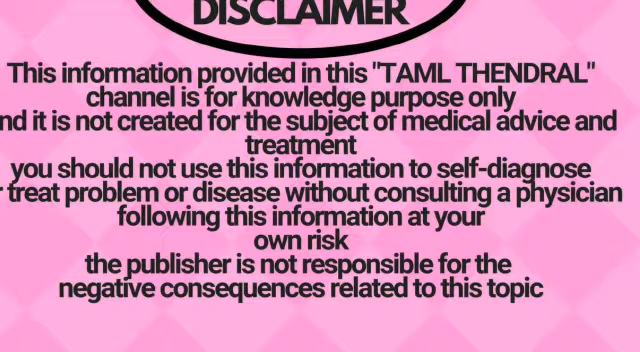 DISCLAIMER
This information provided in this "TAML THENDRAL"
channel is for knowledge purpose only
nd it is not created for the subject of medical advice and
treatment
you should not use this information to self-diagnose
r treat problem or disease without consulting a physician
following this information at your
own risk
the publisher is not responsible for the
negative consequences related to this topic